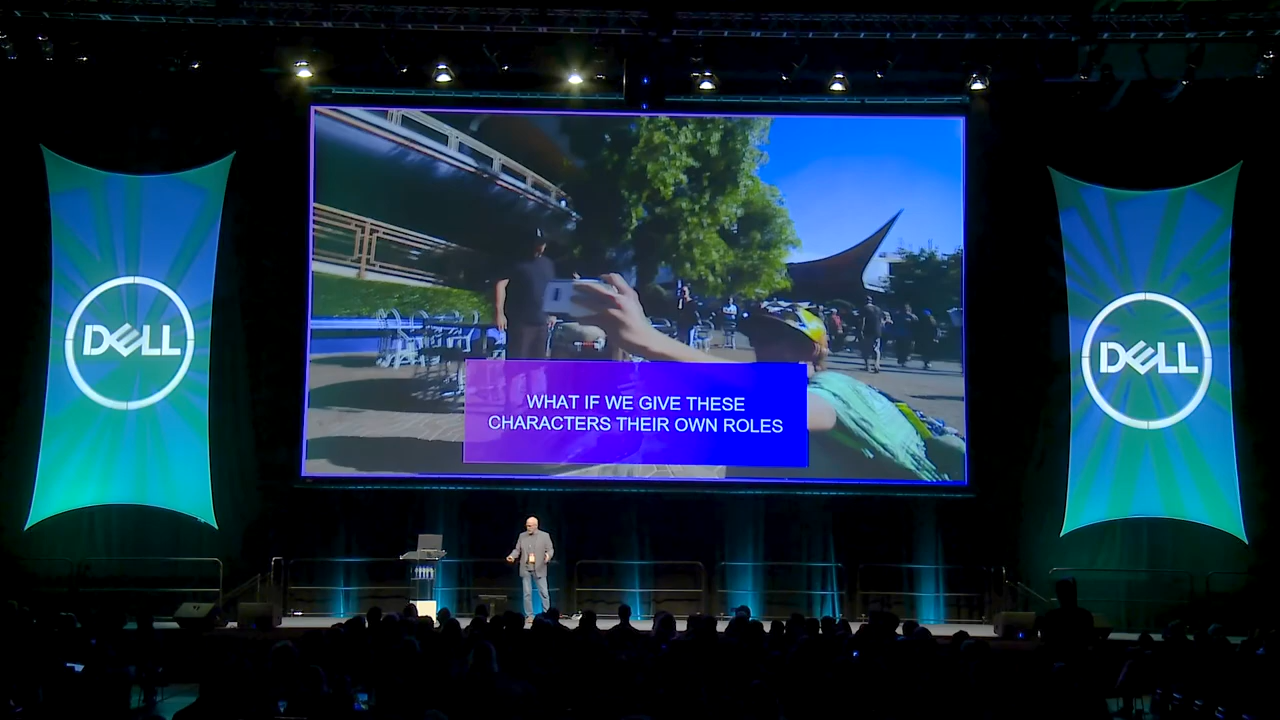 DELL
WHAT IF WE GIVE THESE
CHARACTERS THEIR OWN ROLES
DELL